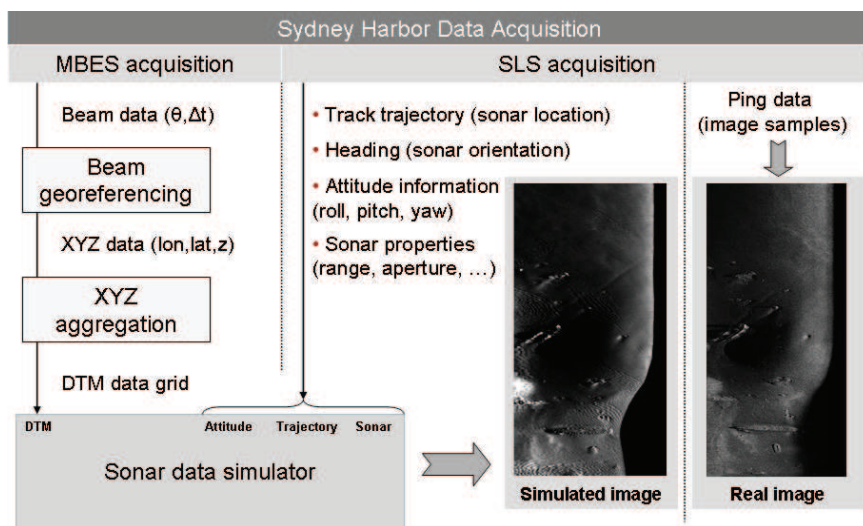 Sydney Harbor Data Acquisition
MBES acquisition
SLS acquisition
Beam data (θ,Δt)
Beam
georeferencing
XYZ data (lon,lat,z)
XYZ
aggregation
DTM data grid
• Track trajectory (sonar location)
• Heading (sonar orientation)
• Attitude information
(roll, pitch, yaw)
• Sonar properties
(range, aperture, ...)
Ping data
(image samples)
DTM
Attitude
Trajectory
Sonar
Sonar data simulator
Simulated image
Real image